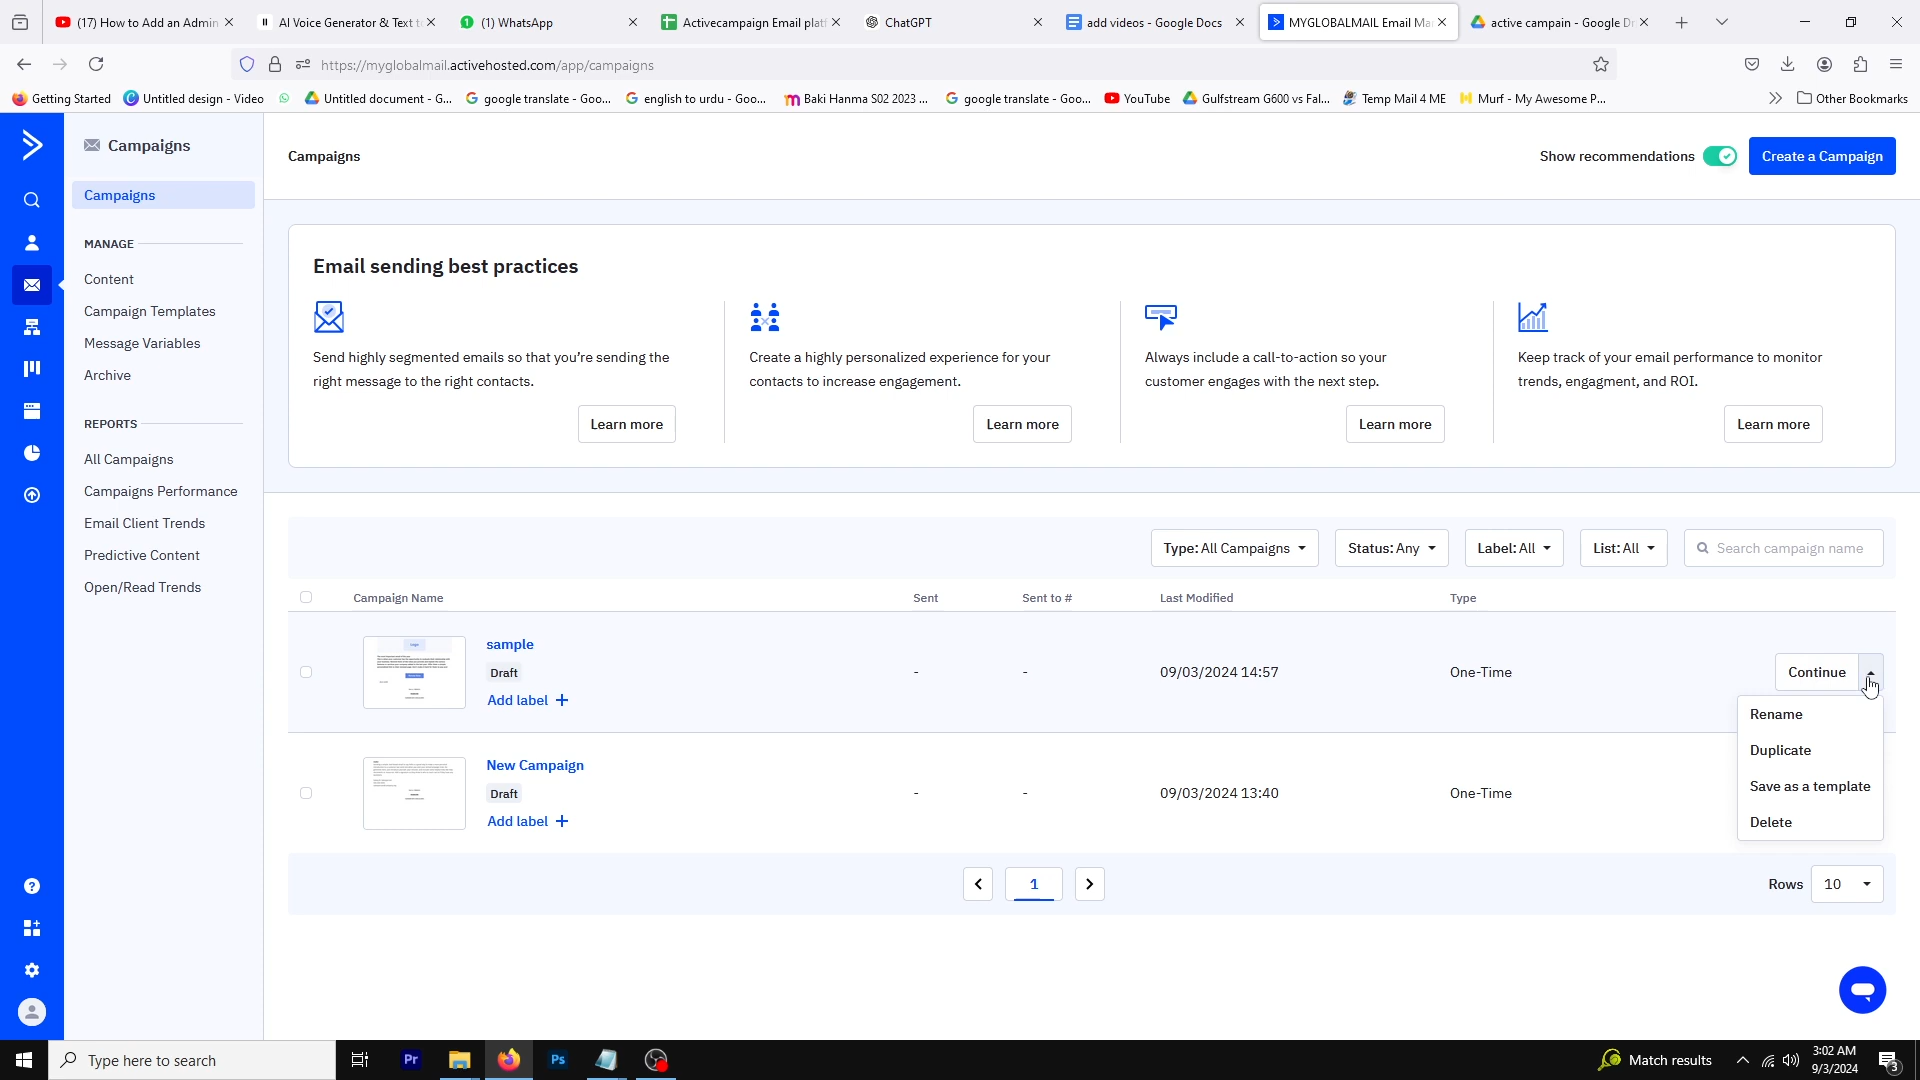 (17) How to Add an Admin
AI Voice Generator & Text t
(1) WhatsApp
Activecampaign Email plat
ChatGPT
add videos - Google Docs
MYGLOBALMAIL Email Ma
active campain - Google Dr
https://myglobalmail.activehosted.com/app/campaigns
Getting Started
Untitled design - Video
Untitled document - G...
google translate - Goo...
english to urdu - Goo...
Baki Hanma S02 2023 ...
google translate - Goo...
YouTube
Gulfstream G600 vs Fal...
Temp Mail 4 ME
Murf - My Awesome P...
Other Bookmarks
Campaigns
Campaigns
MANAGE
Content
Campaign Templates
Message Variables
Archive
REPORTS
All Campaigns
Campaigns Performance
Email Client Trends
Predictive Content
Open/Read Trends
Campaigns
Show recommendations
Create a Campaign
Email sending best practices
Send highly segmented emails so that you're sending the
right message to the right contacts.
Learn more
Create a highly personalized experience for your
contacts to increase engagement.
Learn more
Always include a call-to-action so your
customer engages with the next step.
Learn more
Keep track of your email performance to monitor
trends, engagment, and ROI.
Learn more
Type: All Campaigns
Status: Any
Label: All
List: All
Search campaign name
Campaign Name
Sent
Sent to #
Last Modified
Type
sample
Draft
Add label +
-
-
09/03/2024 14:57
One-Time
Continue
Rename
Duplicate
Save as a template
Delete
New Campaign
Draft
Add label +
-
-
09/03/2024 13:40
One-Time
1
Rows
10
Pr
Ps
Type here to search
Match results
3:02 AM
9/3/2024
3